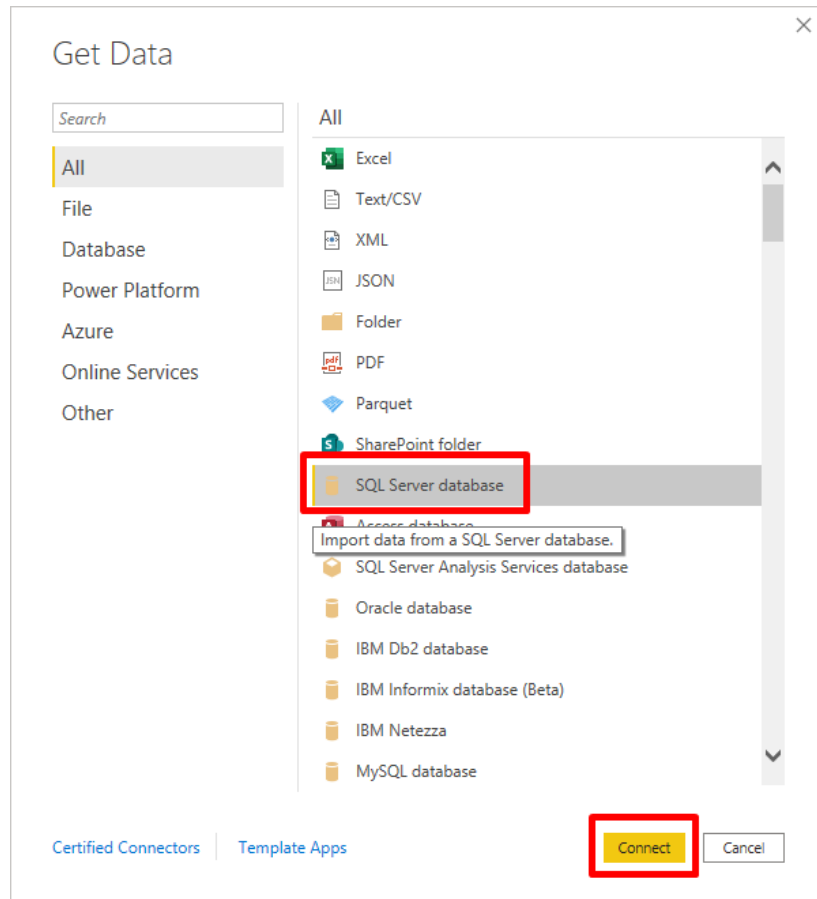 Get Data
Search
All
File
Database
Power Platform
Azure
Online Services
Other
All
Excel
Text/CSV
XML
JSON
Folder
PDF
Parquet
SharePoint folder
SQL Server database
Access database
Import data from a SQL Server database.
SQL Server Analysis Services database
Oracle database
IBM Db2 database
IBM Informix database (Beta)
IBM Netezza
MySQL database
Certified Connectors
Template Apps
Connect
Cancel